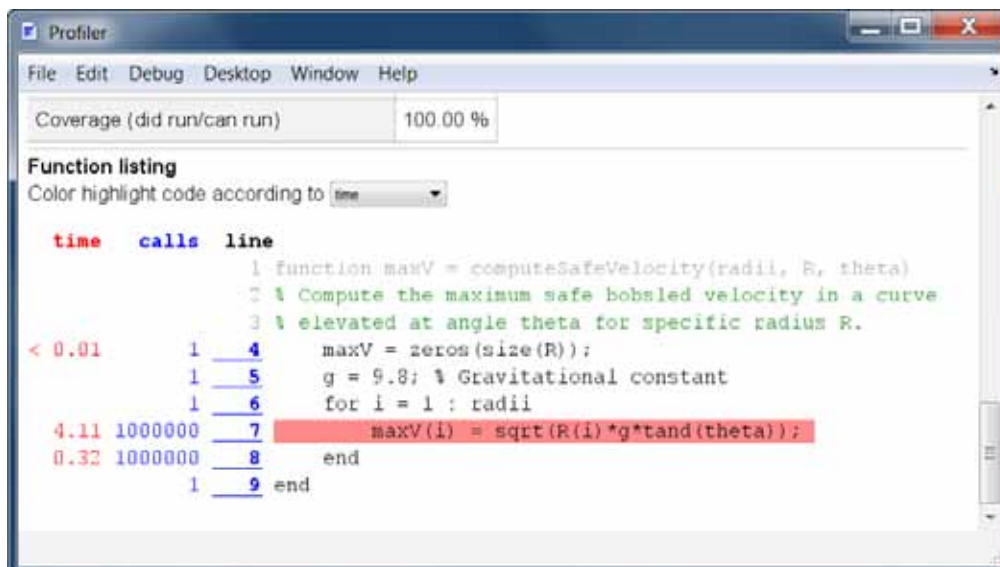 Profiler
File Edit Debug Desktop Window Help
Coverage (did run/can run) 100.00 %
Function listing
Color highlight code according to time
time calls line
1 function maxV = computeSafeVelocity(radii, R, theta)
2 % Compute the maximum safe bobsled velocity in a curve
3 % elevated at angle theta for specific radius R.
< 0.01 1 4 maxV = zeros(size(R));
1 5 g = 9.8; % Gravitational constant
1 6 for i = 1 : radii
4.11 1000000 7 maxV(i) = sqrt(R(i)*g*tand(theta));
0.32 1000000 8 end
1 9 end